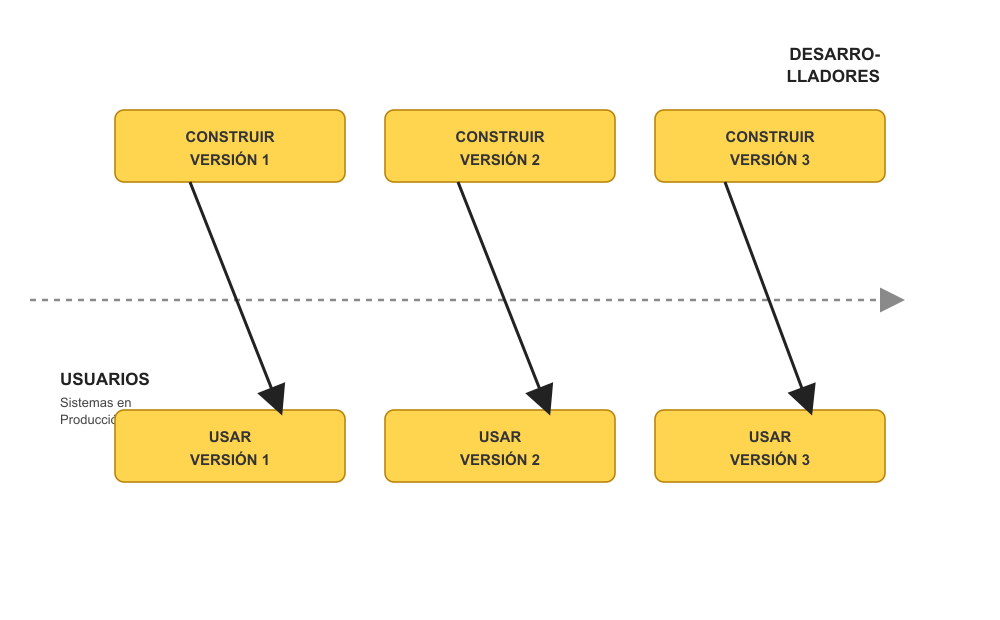 DESARRO-
LLADORES
CONSTRUIR
VERSIÓN 1
CONSTRUIR
VERSIÓN 2
CONSTRUIR
VERSIÓN 3
USUARIOS
Sistemas en
USAR
VERSIÓN 1
USAR
VERSIÓN 2
USAR
VERSIÓN 3